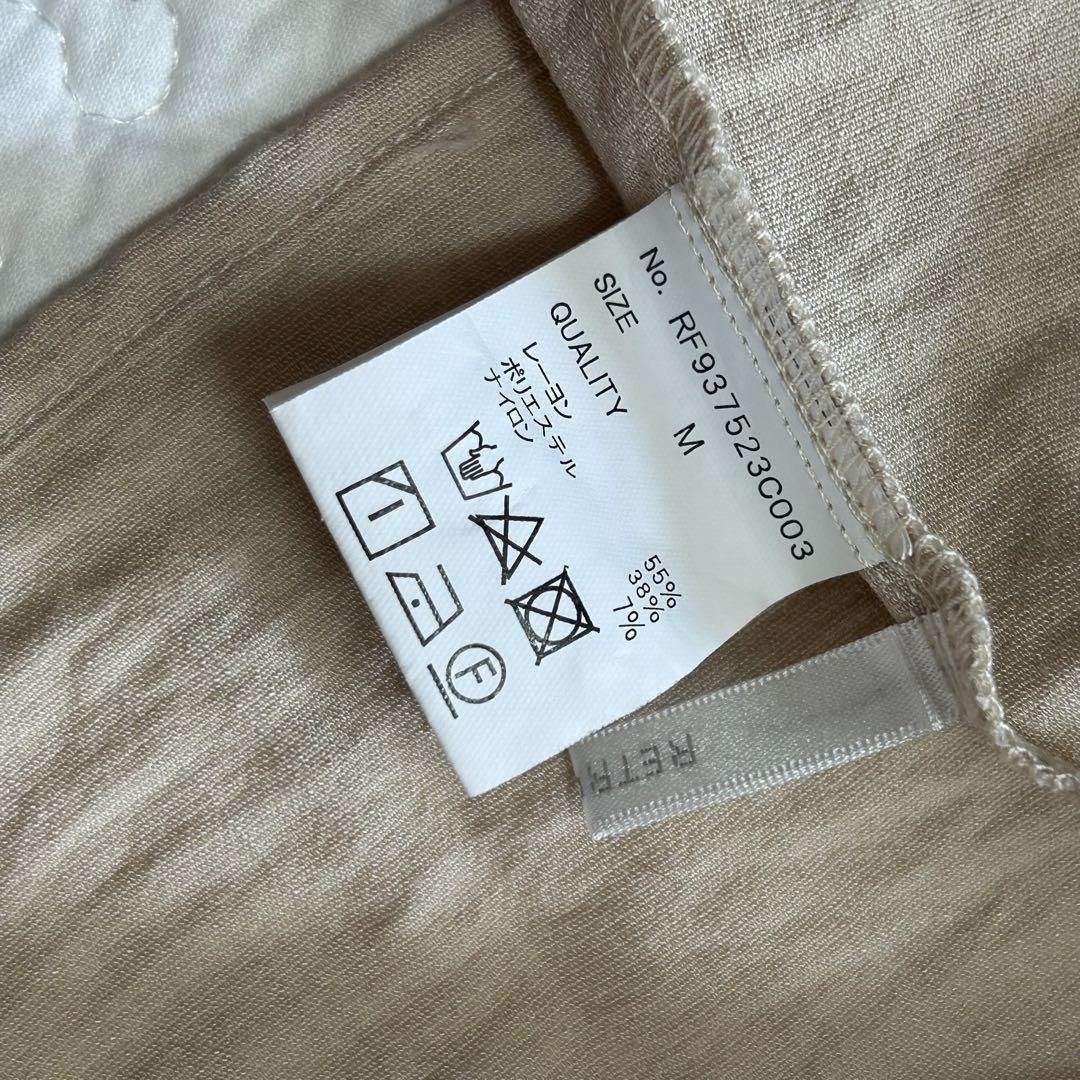 No. RF937523C003
SIZE M
QUALITY
レーヨン 55%
ポリエステル 38%
ナイロン 7%
F
RETR